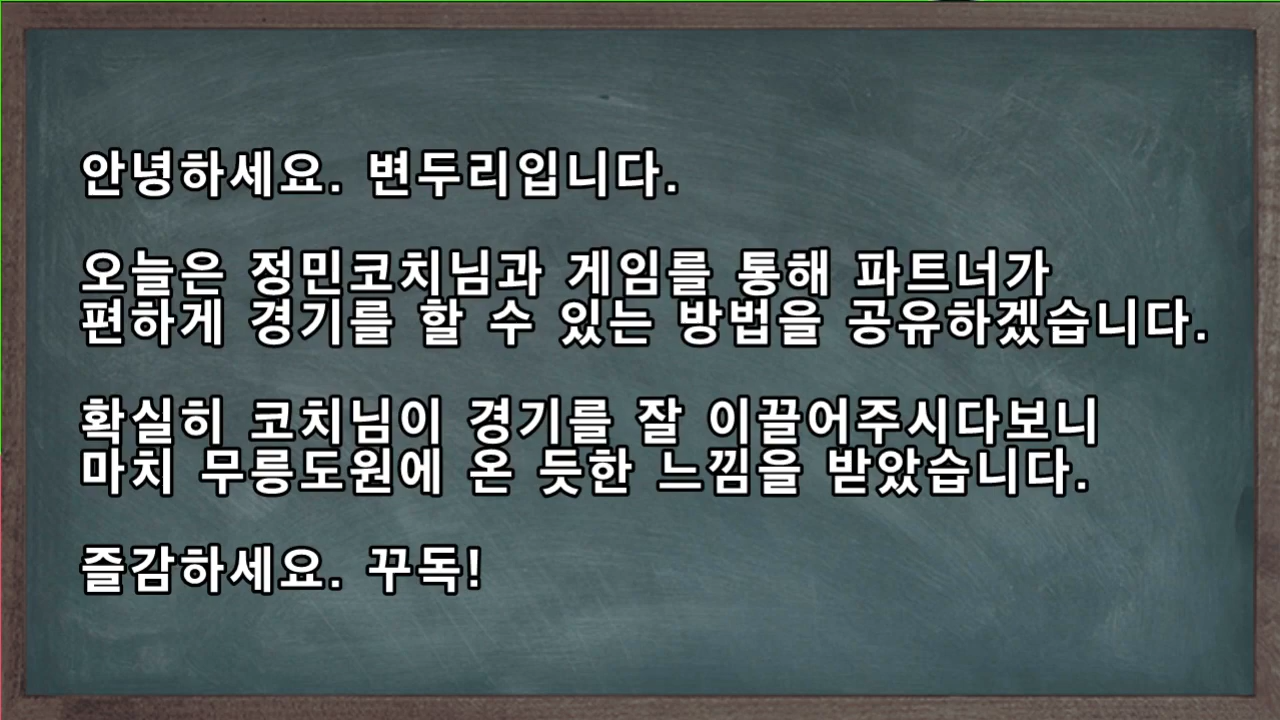 안녕하세요. 변두리입니다.
오늘은 정민코치님과 게임를 통해 파트너가
편하게 경기를 할 수 있는 방법을 공유하겠습니다.
확실히 코치님이 경기를 잘 이끌어주시다보니
마치 무릉도원에 온 듯한 느낌을 받았습니다.
즐감하세요. 꾸독!